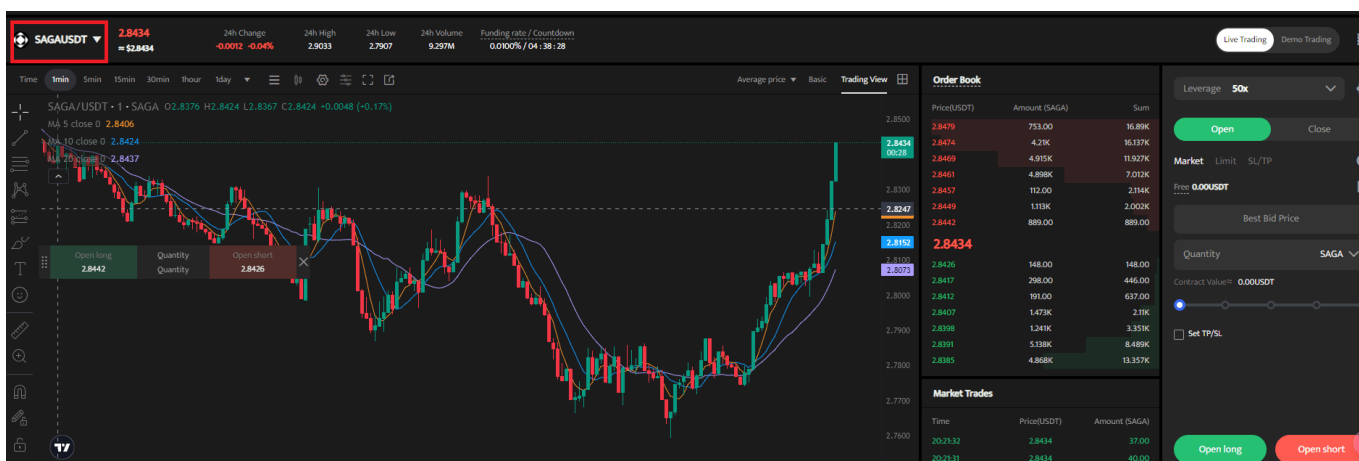 SAGAUSDT
2.8434
≈ $2.8434
24h Change
-0.0012 -0.04%
24h High
2.9033
24h Low
2.7907
24h Volume
9.297M
Funding rate / Countdown
0.0100% / 04 : 38 : 28
Live Trading Demo Trading
Time 1min 5min 15min 30min 1hour 1day
Average price Basic Trading View
SAGA/USDT • 1 • SAGA O2.8376 H2.8424 L2.8367 C2.8424 +0.0048 (+0.17%)
MA 5 close 0 2.8406
MA 10 close 0 2.8424
MA 20 close 0 2.8437
Open long
2.8442
Quantity
Quantity
Open short
2.8426
2.8500
2.8434
00:28
2.8300
2.8247
2.8200
2.8152
2.8100
2.8073
2.8000
2.7900
2.7800
2.7700
2.7600
Order Book
Price(USDT) Amount (SAGA) Sum
2.8479 753.00 16.89K
2.8474 4.21K 16.137K
2.8469 4.915K 11.927K
2.8461 4.898K 7.012K
2.8457 112.00 2.114K
2.8449 1.113K 2.002K
2.8442 889.00 889.00
2.8434
2.8426 148.00 148.00
2.8417 298.00 446.00
2.8412 191.00 637.00
2.8407 1.473K 2.11K
2.8398 1.241K 3.351K
2.8391 5.138K 8.489K
2.8385 4.868K 13.357K
Market Trades
Time Price(USDT) Amount (SAGA)
20:21:32 2.8434 37.00
20:21:31 2.8434 40.00
Leverage 50x
Open Close
Market Limit SL/TP
Free 0.00USDT
Best Bid Price
Quantity SAGA
Contract Value≈ 0.00USDT
Set TP/SL
Open long Open short